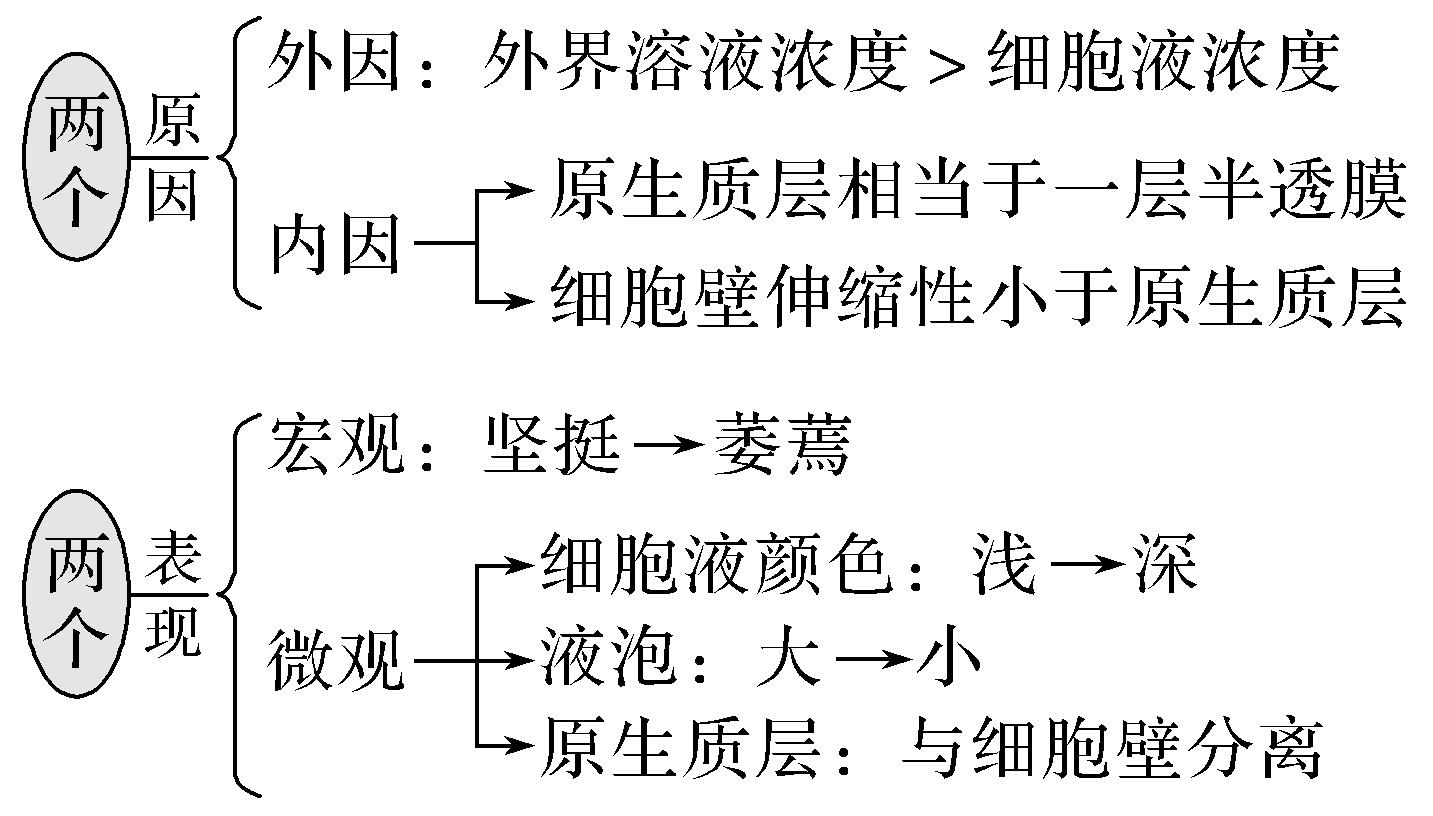 两个
原因
外因：外界溶液浓度>细胞液浓度
内因
原生质层相当于一层半透膜
细胞壁伸缩性小于原生质层
两个
表现
宏观：坚挺→萎蔫
微观
细胞液颜色：浅→深
液泡：大→小
原生质层：与细胞壁分离